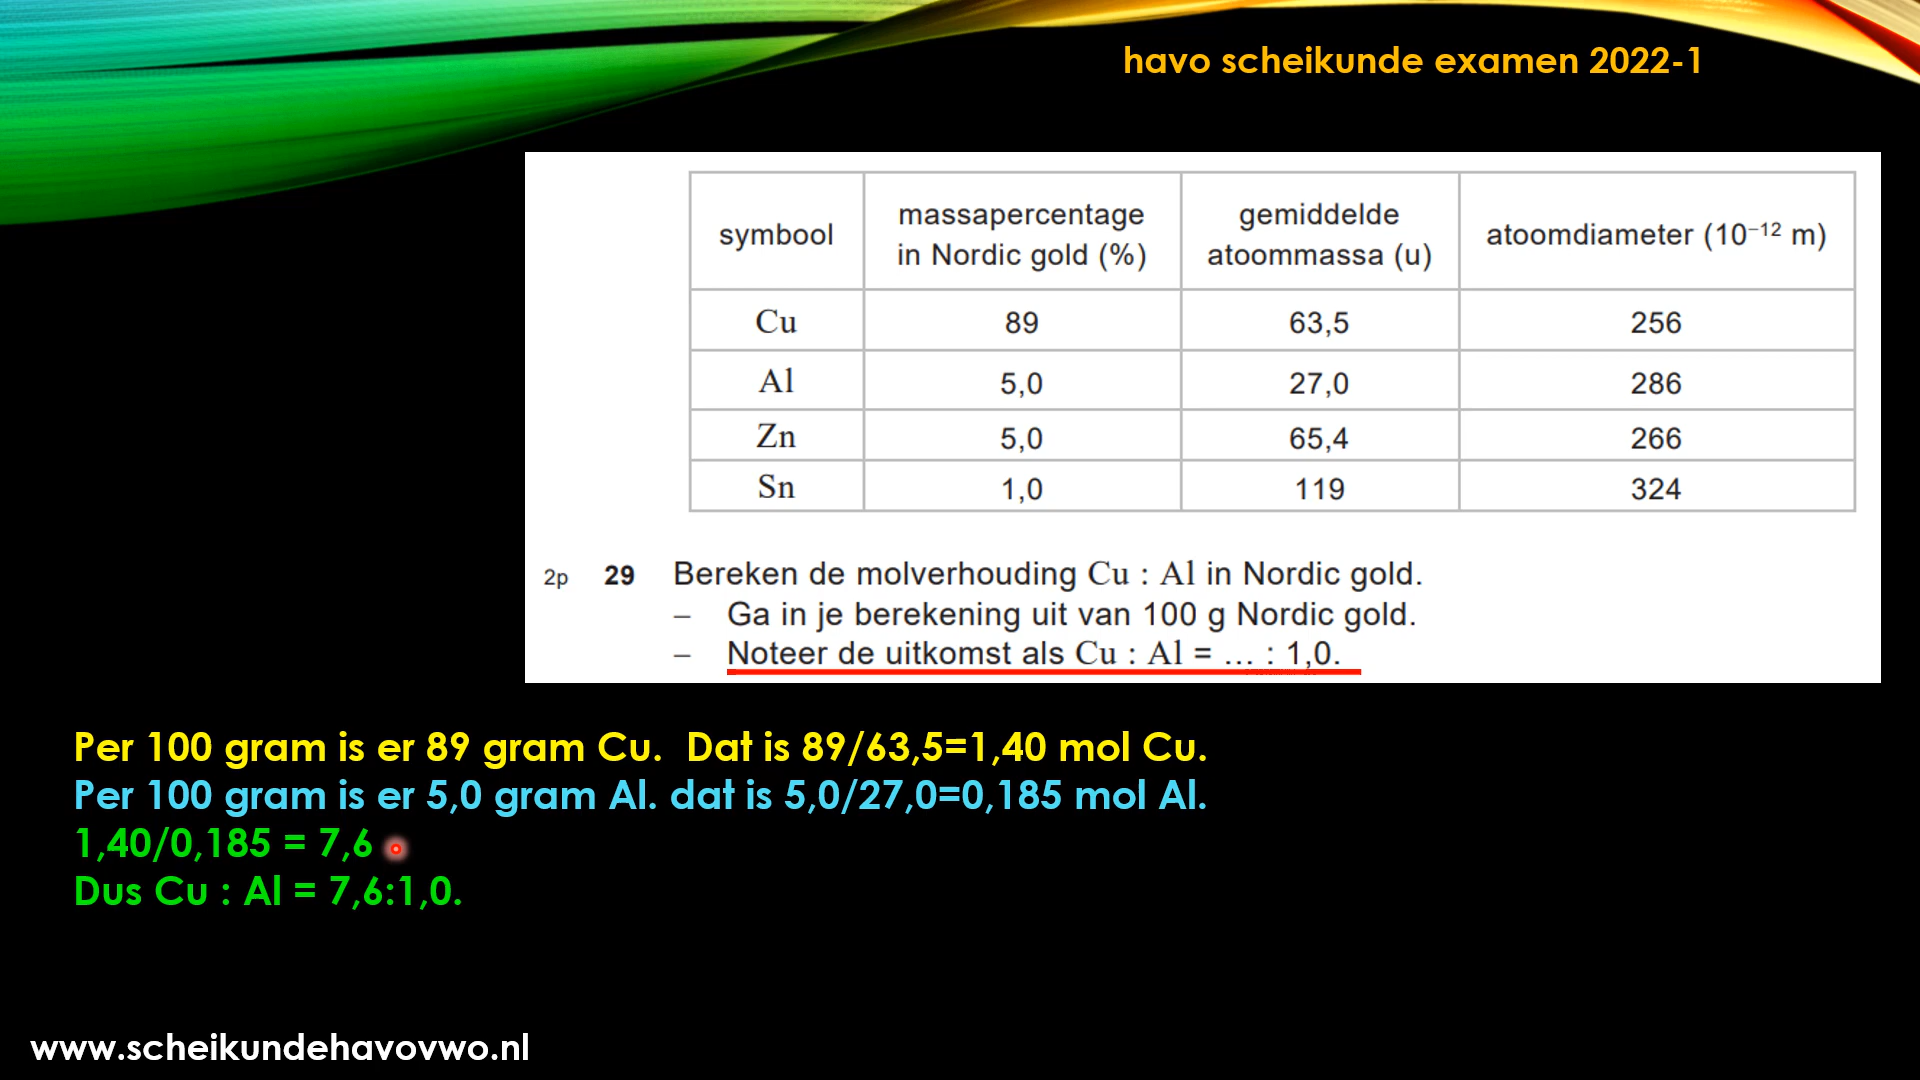 havo scheikunde examen 2022-1
symbool massapercentage in Nordic gold (%) gemiddelde atoommassa (u) atoomdiameter (10⁻¹² m)
Cu 89 63,5 256
Al 5,0 27,0 286
Zn 5,0 65,4 266
Sn 1,0 119 324
2p 29 Bereken de molverhouding Cu : Al in Nordic gold.
– Ga in je berekening uit van 100 g Nordic gold.
– Noteer de uitkomst als Cu : Al = ... : 1,0.
Per 100 gram is er 89 gram Cu. Dat is 89/63,5=1,40 mol Cu.
Per 100 gram is er 5,0 gram Al. dat is 5,0/27,0=0,185 mol Al.
1,40/0,185 = 7,6
Dus Cu : Al = 7,6:1,0.
www.scheikundehavovwo.nl